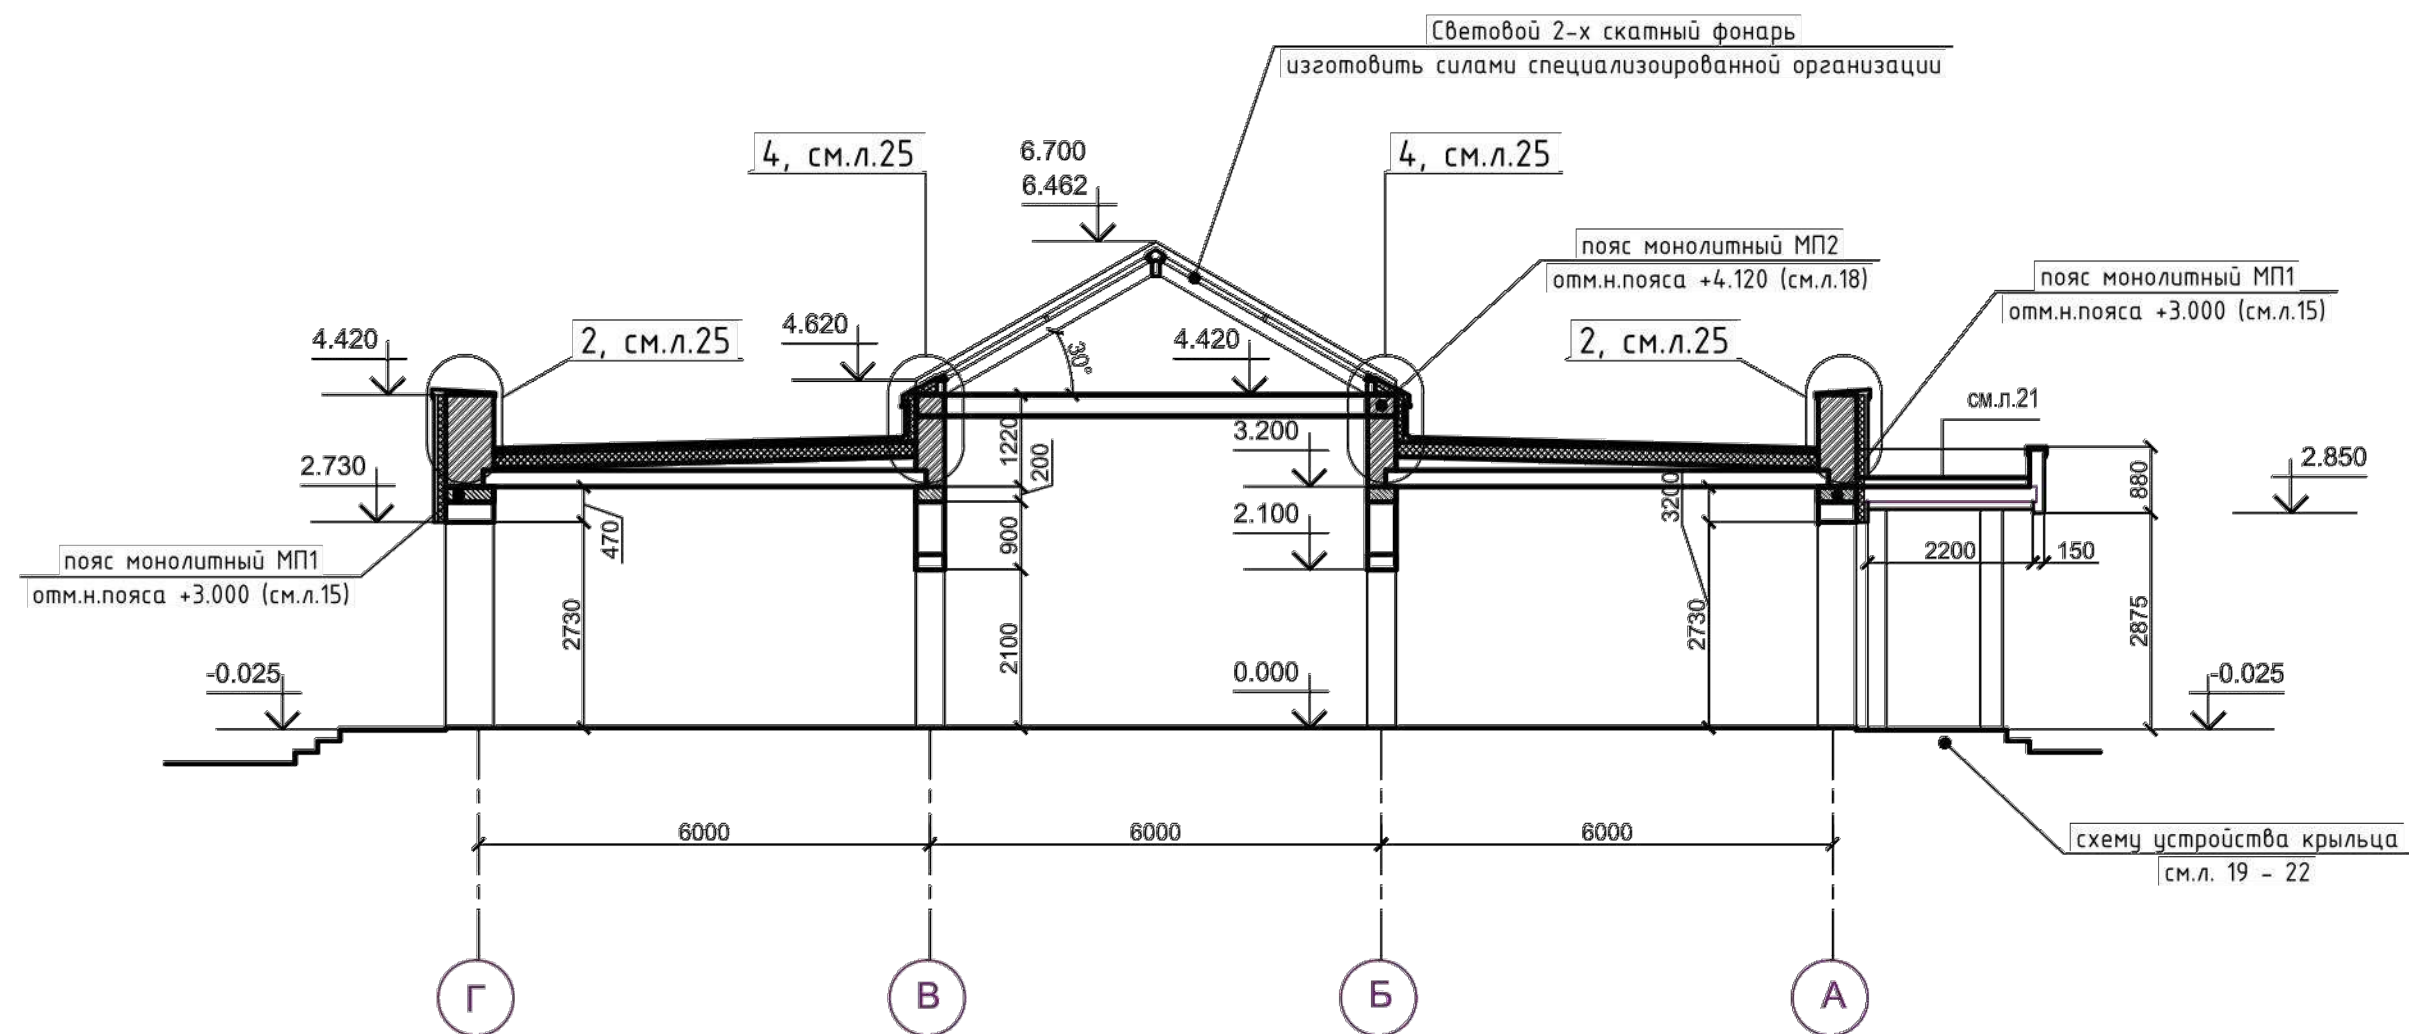 Световой 2-х скатный фонарь
изготовить силами специализоированной организации
4, см.л.25
4, см.л.25
6.700
6.462
пояс монолитный МП2
отм.н.пояса +4.120 (см.л.18)
пояс монолитный МП1
отм.н.пояса +3.000 (см.л.15)
4.420
2, см.л.25
4.620
30°
4.420
2, см.л.25
см.л.21
2.730
1220
200
3.200
3200
880
2.850
470
900
2.100
2200
150
пояс монолитный МП1
отм.н.пояса +3.000 (см.л.15)
2730
2100
2730
2875
-0.025
0.000
-0.025
6000
6000
6000
схему устройства крыльца
см.л. 19 - 22
Г
В
Б
А